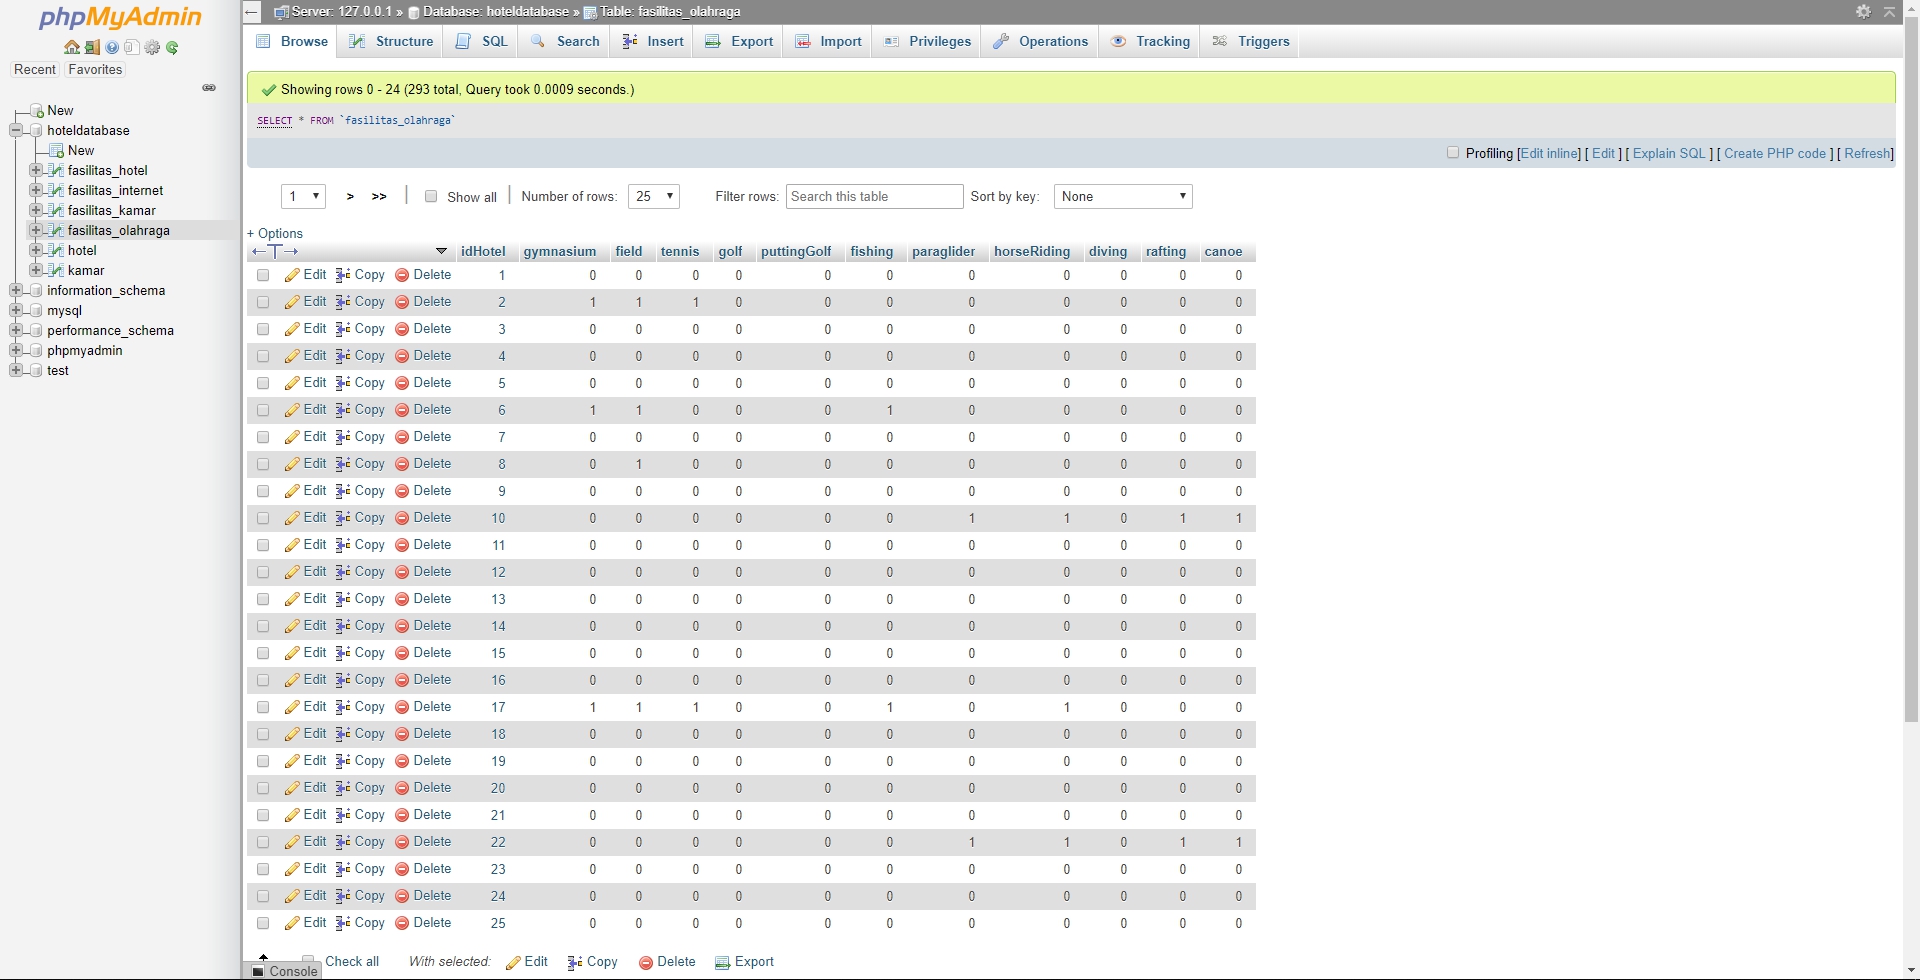 phpMyAdmin
Recent Favorites
New
hoteldatabase
New
fasilitas_hotel
fasilitas_internet
fasilitas_kamar
fasilitas_olahraga
hotel
kamar
information_schema
mysql
performance_schema
phpmyadmin
test
Server: 127.0.0.1 » Database: hoteldatabase » Table: fasilitas_olahraga
Browse Structure SQL Search Insert Export Import Privileges Operations Tracking Triggers
Showing rows 0 - 24 (293 total, Query took 0.0009 seconds.)
SELECT * FROM `fasilitas_olahraga`
Profiling [Edit inline] [ Edit ] [ Explain SQL ] [ Create PHP code ] [ Refresh]
1 > >> Show all Number of rows: 25 Filter rows: Search this table Sort by key: None
+ Options
←T→ idHotel gymnasium field tennis golf puttingGolf fishing paraglider horseRiding diving rafting canoe
Edit Copy Delete 1 0 0 0 0 0 0 0 0 0 0 0
Edit Copy Delete 2 1 1 1 0 0 0 0 0 0 0 0
Edit Copy Delete 3 0 0 0 0 0 0 0 0 0 0 0
Edit Copy Delete 4 0 0 0 0 0 0 0 0 0 0 0
Edit Copy Delete 5 0 0 0 0 0 0 0 0 0 0 0
Edit Copy Delete 6 1 1 0 0 0 1 0 0 0 0 0
Edit Copy Delete 7 0 0 0 0 0 0 0 0 0 0 0
Edit Copy Delete 8 0 1 0 0 0 0 0 0 0 0 0
Edit Copy Delete 9 0 0 0 0 0 0 0 0 0 0 0
Edit Copy Delete 10 0 0 0 0 0 0 1 1 0 1 1
Edit Copy Delete 11 0 0 0 0 0 0 0 0 0 0 0
Edit Copy Delete 12 0 0 0 0 0 0 0 0 0 0 0
Edit Copy Delete 13 0 0 0 0 0 0 0 0 0 0 0
Edit Copy Delete 14 0 0 0 0 0 0 0 0 0 0 0
Edit Copy Delete 15 0 0 0 0 0 0 0 0 0 0 0
Edit Copy Delete 16 0 0 0 0 0 0 0 0 0 0 0
Edit Copy Delete 17 1 1 1 0 0 1 0 1 0 0 0
Edit Copy Delete 18 0 0 0 0 0 0 0 0 0 0 0
Edit Copy Delete 19 0 0 0 0 0 0 0 0 0 0 0
Edit Copy Delete 20 0 0 0 0 0 0 0 0 0 0 0
Edit Copy Delete 21 0 0 0 0 0 0 0 0 0 0 0
Edit Copy Delete 22 0 0 0 0 0 0 1 1 0 1 1
Edit Copy Delete 23 0 0 0 0 0 0 0 0 0 0 0
Edit Copy Delete 24 0 0 0 0 0 0 0 0 0 0 0
Edit Copy Delete 25 0 0 0 0 0 0 0 0 0 0 0
Check all With selected: Edit Copy Delete Export
Console